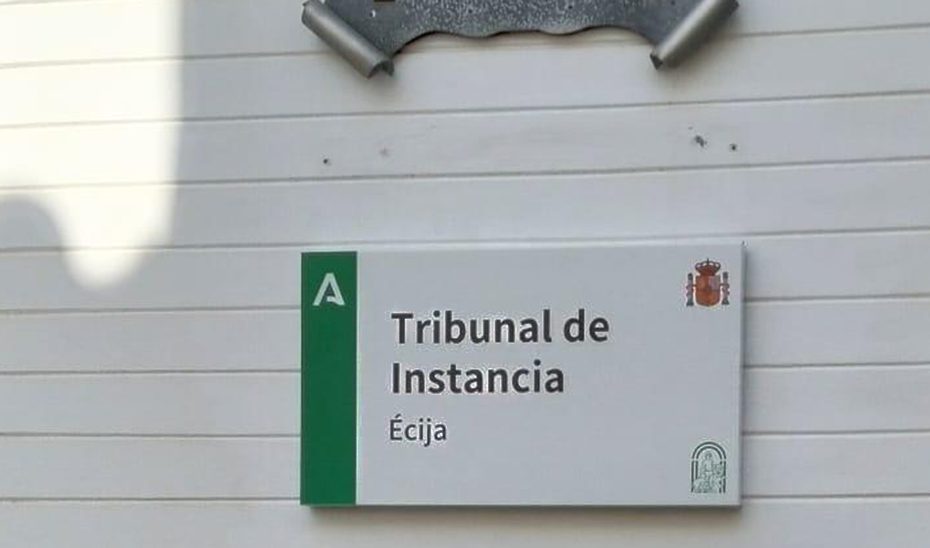 A
Tribunal de
Instancia
Écija